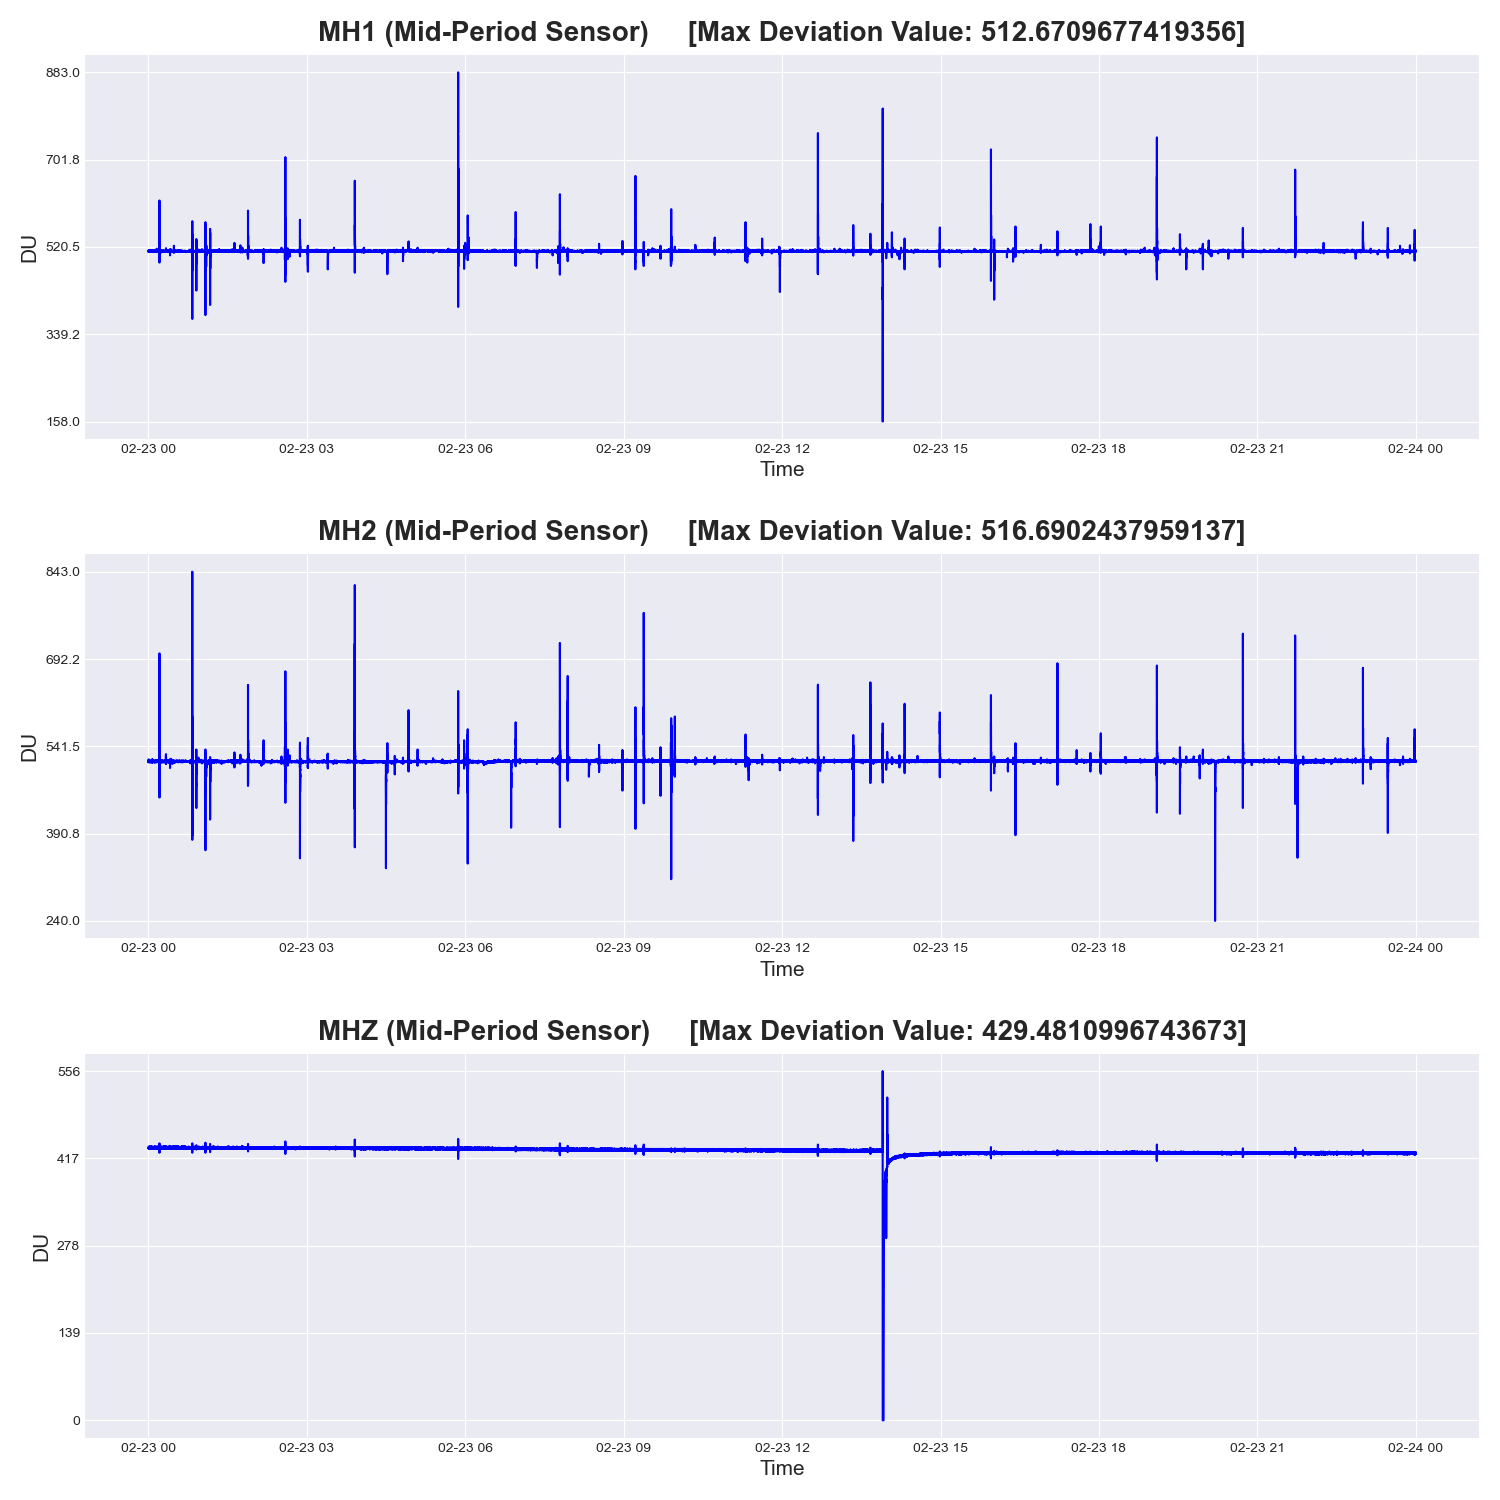 MH1 (Mid-Period Sensor) [Max Deviation Value: 512.6709677419356]
883.0
701.8
520.5
339.2
158.0
DU
02-23 00 02-23 03 02-23 06 02-23 09 02-23 12 02-23 15 02-23 18 02-23 21 02-24 00
Time
MH2 (Mid-Period Sensor) [Max Deviation Value: 516.6902437959137]
843.0
692.2
541.5
390.8
240.0
DU
02-23 00 02-23 03 02-23 06 02-23 09 02-23 12 02-23 15 02-23 18 02-23 21 02-24 00
Time
MHZ (Mid-Period Sensor) [Max Deviation Value: 429.4810996743673]
556
417
278
139
0
DU
02-23 00 02-23 03 02-23 06 02-23 09 02-23 12 02-23 15 02-23 18 02-23 21 02-24 00
Time